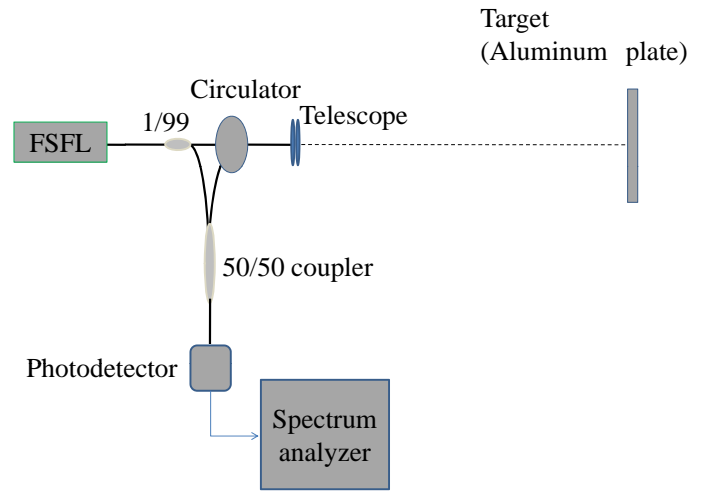 Target
(Aluminum plate)
Circulator
1/99
Telescope
FSFL
50/50 coupler
Photodetector
Spectrum
analyzer